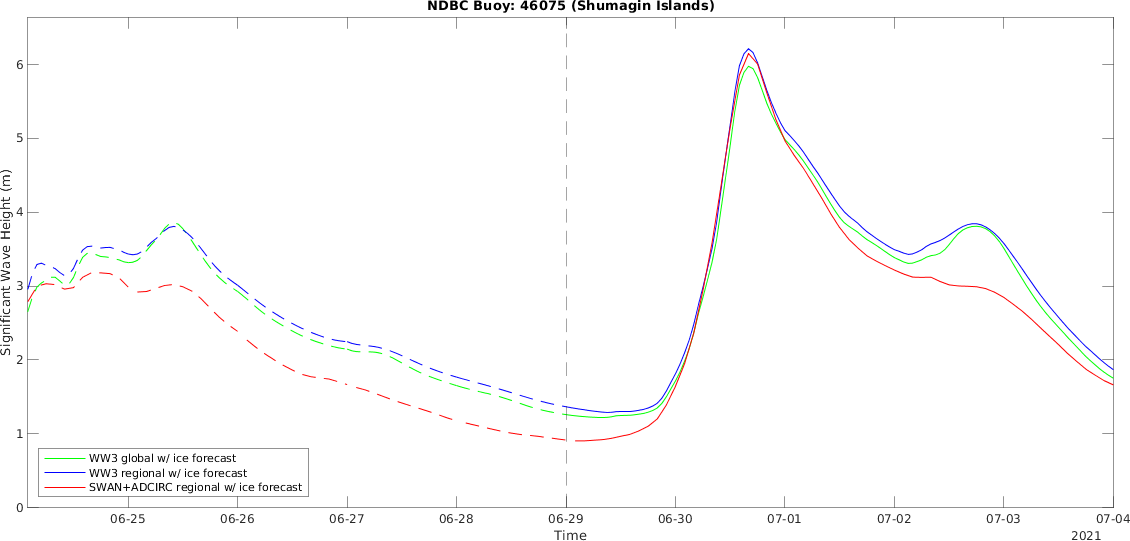 NDBC Buoy: 46075 (Shumagin Islands)
Significant Wave Height (m)
6
5
4
3
2
1
0
WW3 global w/ ice forecast
WW3 regional w/ ice forecast
SWAN+ADCIRC regional w/ ice forecast
06-25 06-26 06-27 06-28 06-29 06-30 07-01 07-02 07-03 07-04
Time 2021